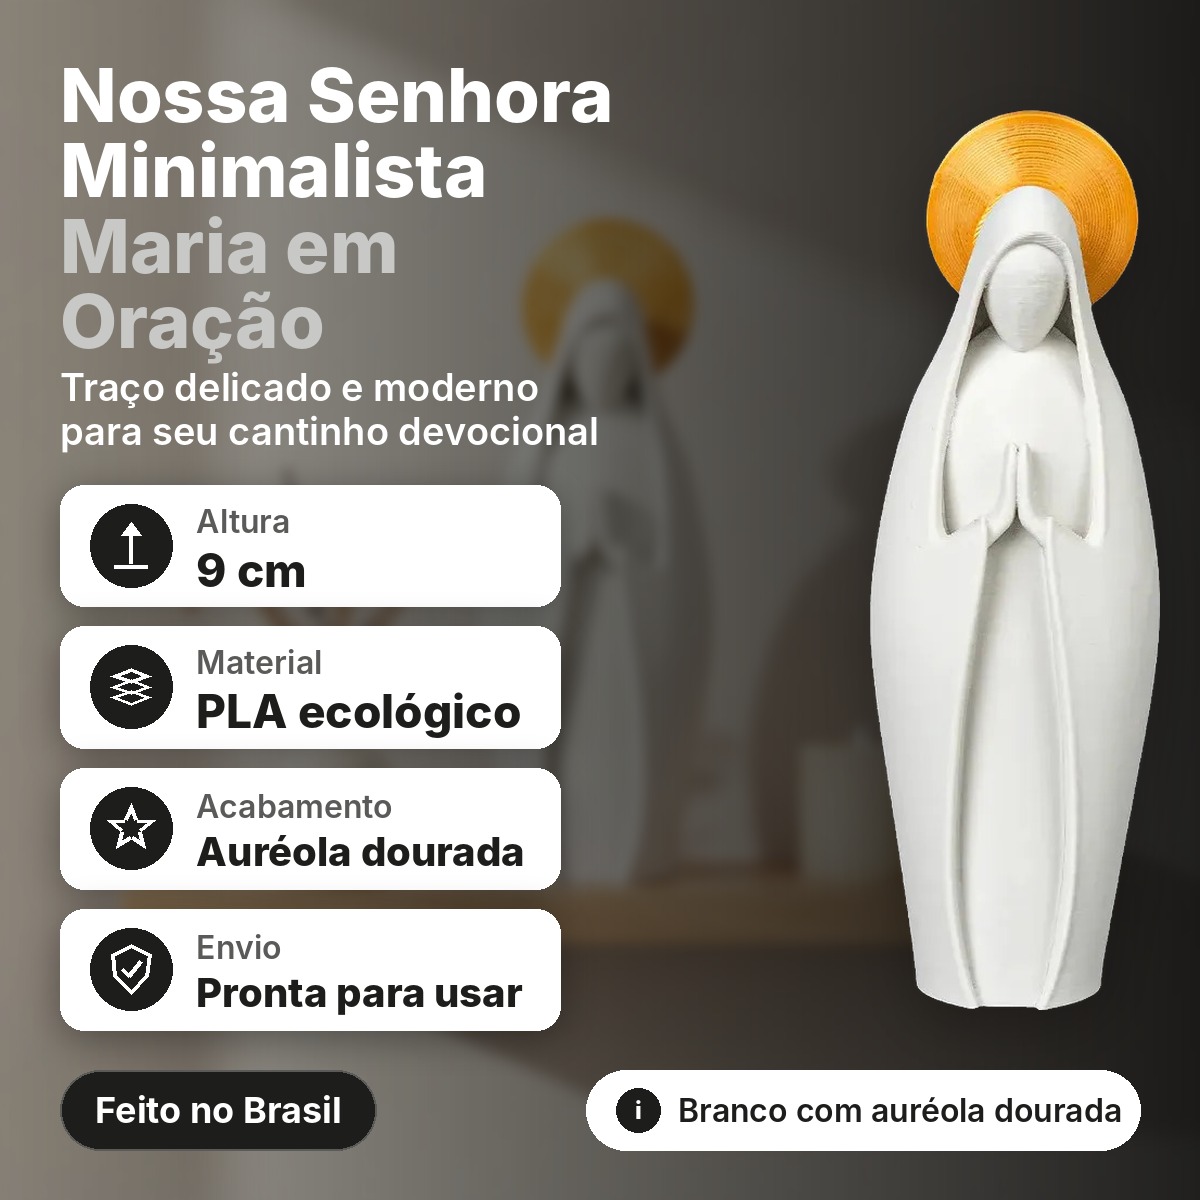 Nossa Senhora
Minimalista
Maria em
Oração
Traço delicado e moderno
para seu cantinho devocional
Altura
9 cm
Material
PLA ecológico
Acabamento
Auréola dourada
Envio
Pronta para usar
Feito no Brasil
i Branco com auréola dourada